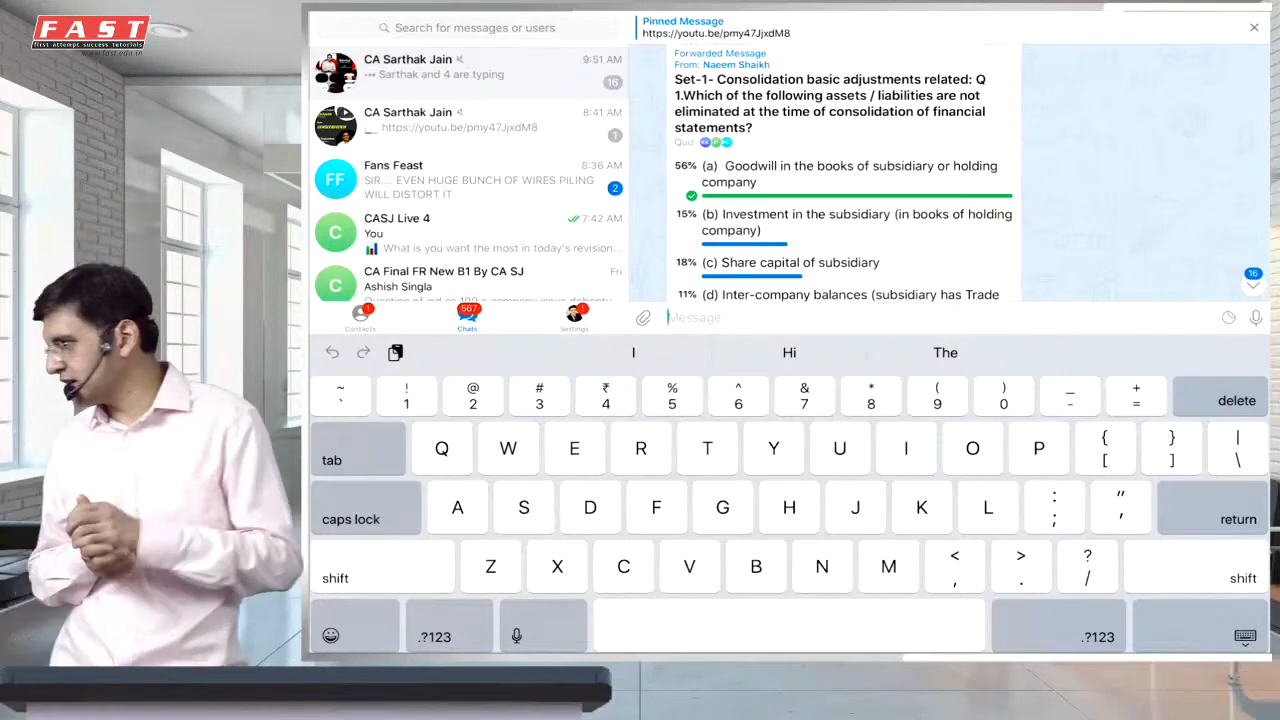 FAST
first attempt success tutorials
www.fast.edu.in
Search for messages or users
CA Sarthak Jain
9:51 AM
Sarthak and 4 are typing
16
CA Sarthak Jain
8:41 AM
https://youtu.be/pmy47JjxdM8
1
FF
Fans Feast
8:36 AM
SIR.... EVEN HUGE BUNCH OF WIRES PILING
WILL DISTORT IT
2
C
CASJ Live 4
7:42 AM
You
What is you want the most in today's revision...
C
CA Final FR New B1 By CA SJ
Fri
Ashish Singla
!
Contacts
567
Chats
!
Settings
Pinned Message
https://youtu.be/pmy47JjxdM8
Forwarded Message
From: Naeem Shaikh
Set-1- Consolidation basic adjustments related: Q
1.Which of the following assets / liabilities are not
eliminated at the time of consolidation of financial
statements?
Quiz
56% (a) Goodwill in the books of subsidiary or holding
company
15% (b) Investment in the subsidiary (in books of holding
company)
18% (c) Share capital of subsidiary
11% (d) Inter-company balances (subsidiary has Trade
16
Message
I Hi The
~ ! @ # ₹ % ^ & * ( ) _ +
` 1 2 3 4 5 6 7 8 9 0 - = delete
tab Q W E R T Y U I O P { [ } ] | \
caps lock A S D F G H J K L : ; " ' return
shift Z X C V B N M < , > . ? / shift
.?123 .?123